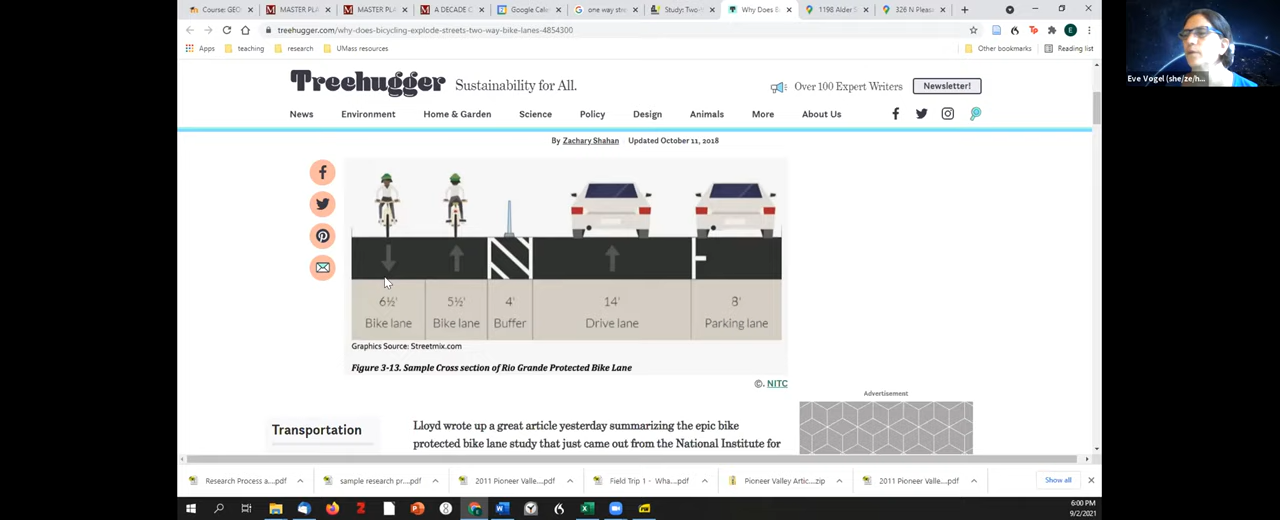 Course: GEO
MASTER PLA
MASTER PLA
A DECADE C
Google Cale
one way stre
Study: Two-
Why Does B
1198 Alder S
326 N Pleas
treehugger.com/why-does-bicycling-explode-streets-two-way-bike-lanes-4854300
Apps
teaching
research
UMass resources
Other bookmarks
Reading list
Eve Vogel (she/ze/h...
Treehugger
Sustainability for All.
Over 100 Expert Writers
Newsletter!
News
Environment
Home & Garden
Science
Policy
Design
Animals
More
About Us
By Zachary Shahan Updated October 11, 2018
6½'
5½'
4'
14'
8'
Bike lane
Bike lane
Buffer
Drive lane
Parking lane
Graphics Source: Streetmix.com
Figure 3-13. Sample Cross section of Rio Grande Protected Bike Lane
©. NITC
Advertisement
Transportation
Lloyd wrote up a great article yesterday summarizing the epic bike
protected bike lane study that just came out from the National Institute for
Research Process a....pdf
sample research pr....pdf
2011 Pioneer Valle....pdf
Field Trip 1 - Wha....pdf
Pioneer Valley Artic....zip
2011 Pioneer Valle....pdf
Show all
6:00 PM
9/2/2021